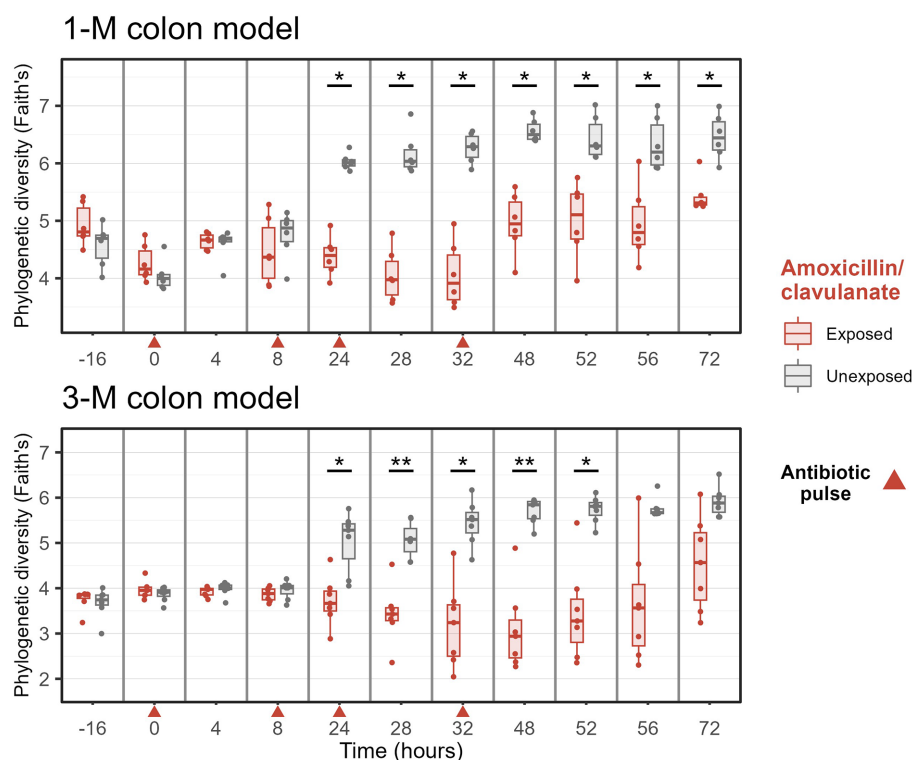 1-M colon model
Phylogenetic diversity (Faith's)
7
6
5
4
* * * * * * *
-16 0 4 8 24 28 32 48 52 56 72
3-M colon model
Phylogenetic diversity (Faith's)
7
6
5
4
3
2
* ** * ** *
-16 0 4 8 24 28 32 48 52 56 72
Time (hours)
Amoxicillin/
clavulanate
Exposed
Unexposed
Antibiotic
pulse